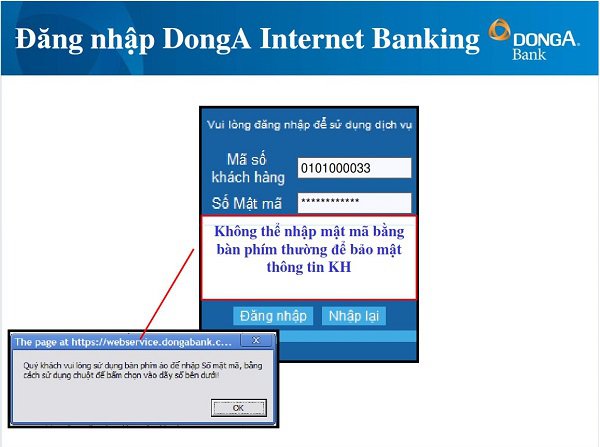 Đăng nhập DongA Internet Banking
DONGA
Bank
Vui lòng đăng nhập để sử dụng dịch vụ
Mã số
khách hàng
0101000033
Số Mật mã
************
Không thể nhập mật mã bằng
bàn phím thường để bảo mật
thông tin KH
Đăng nhập
Nhập lại
The page at https://webservice.dongabank.c...
X
Quý khách vui lòng sử dụng bàn phím ảo để nhập Số mật mã, bằng
cách sử dụng chuột để bấm chọn vào dãy số bên dưới!
OK